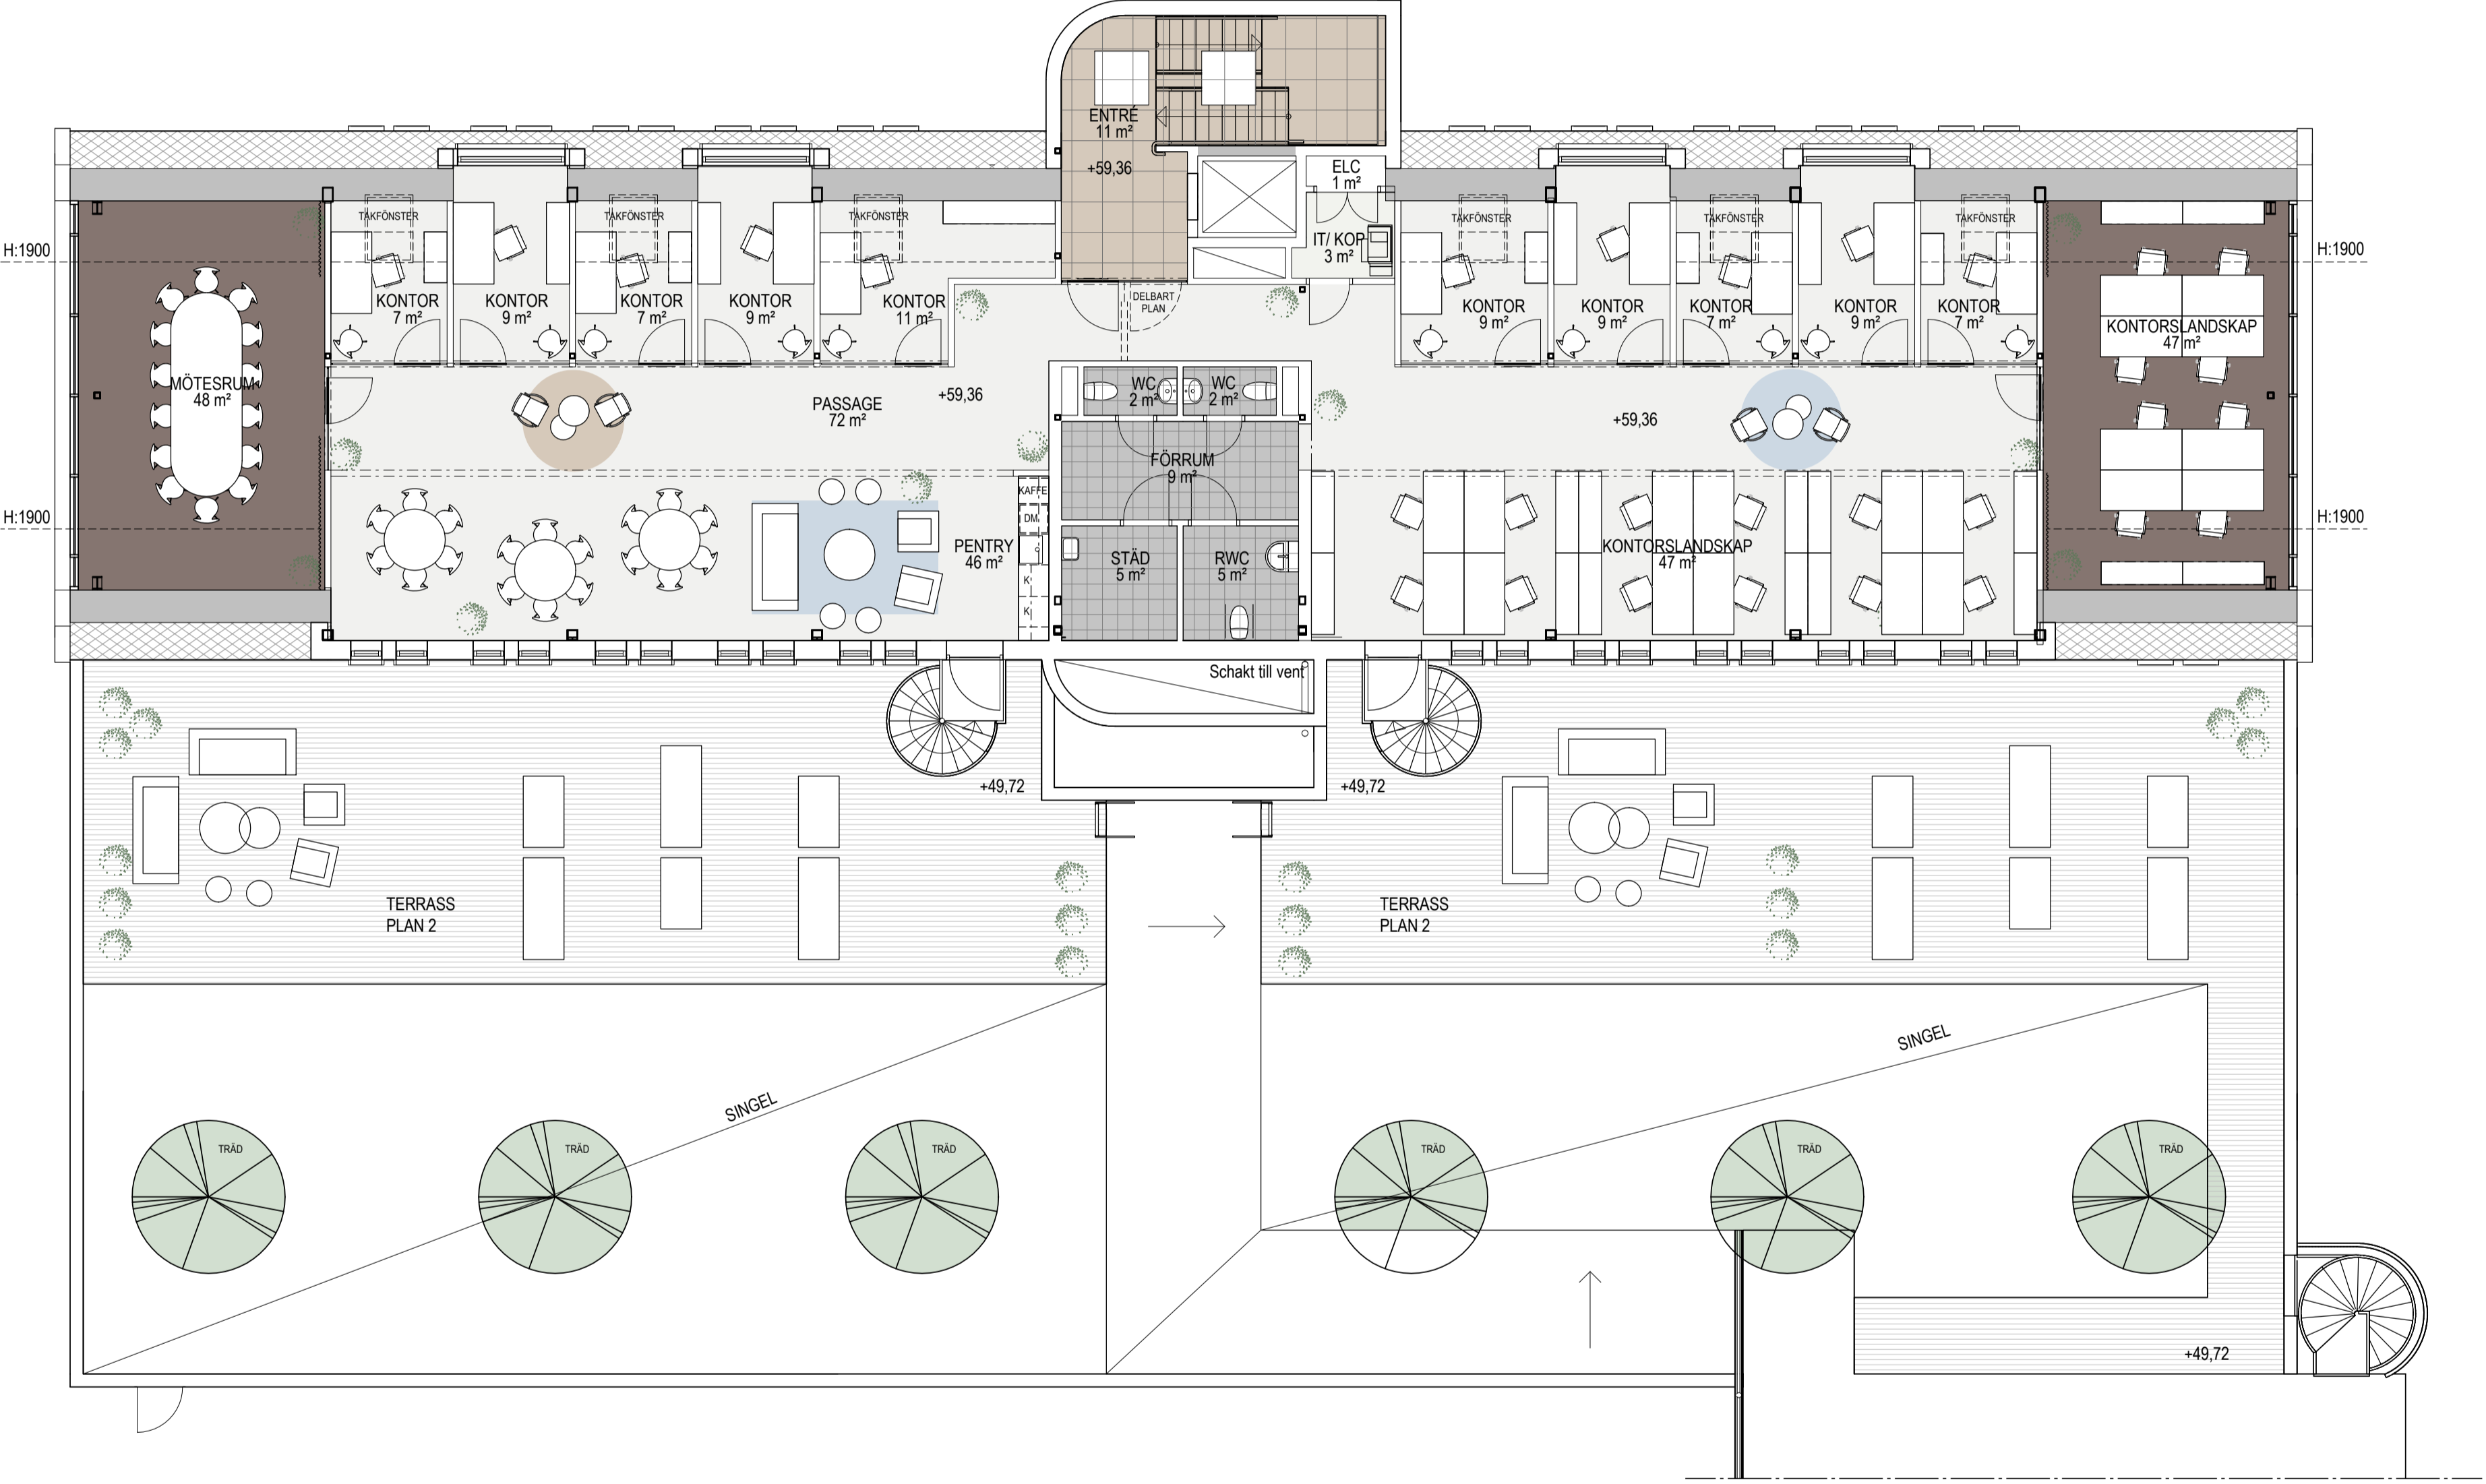 ENTRÉ
11 m²
+59,36
ELC
1 m²
IT/ KOP
3 m²
DELBART
PLAN
H:1900
H:1900
TAKFÖNSTER
TAKFÖNSTER
TAKFÖNSTER
TAKFÖNSTER
TAKFÖNSTER
TAKFÖNSTER
KONTOR
7 m²
KONTOR
9 m²
KONTOR
7 m²
KONTOR
9 m²
KONTOR
11 m²
KONTOR
9 m²
KONTOR
9 m²
KONTOR
7 m²
KONTOR
9 m²
KONTOR
7 m²
KONTORSLANDSKAP
47 m²
MÖTESRUM
48 m²
PASSAGE
72 m²
+59,36
WC
2 m²
WC
2 m²
+59,36
FÖRRUM
9 m²
KAFFE
DM
K
K
H:1900
H:1900
PENTRY
46 m²
STÄD
5 m²
RWC
5 m²
KONTORSLANDSKAP
47 m²
Schakt till vent
+49,72
+49,72
TERRASS
PLAN 2
TERRASS
PLAN 2
SINGEL
SINGEL
TRÄD
TRÄD
TRÄD
TRÄD
TRÄD
TRÄD
+49,72